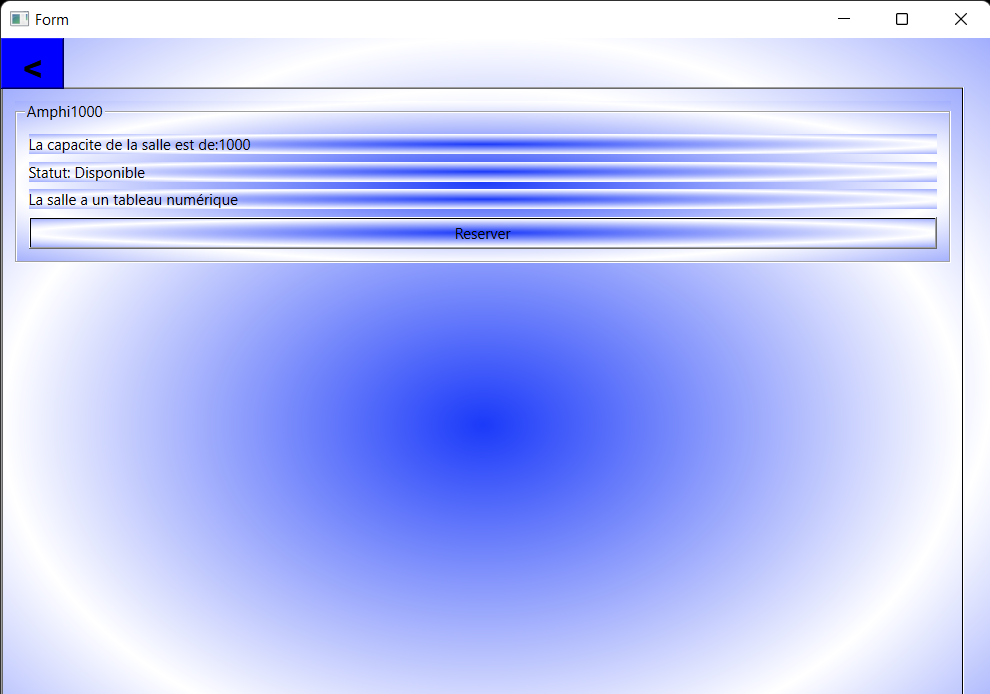 Form
<
Amphi1000
La capacite de la salle est de:1000
Statut: Disponible
La salle a un tableau numérique
Reserver